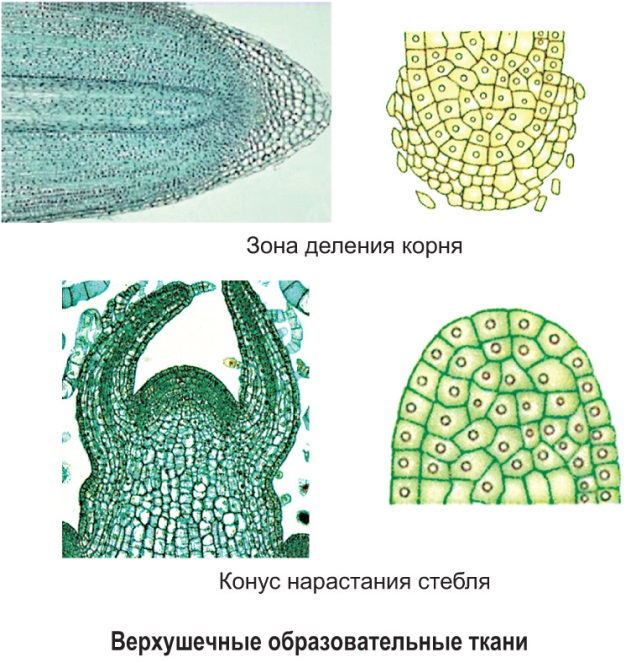 Зона деления корня
Конус нарастания стебля
Верхушечные образовательные ткани